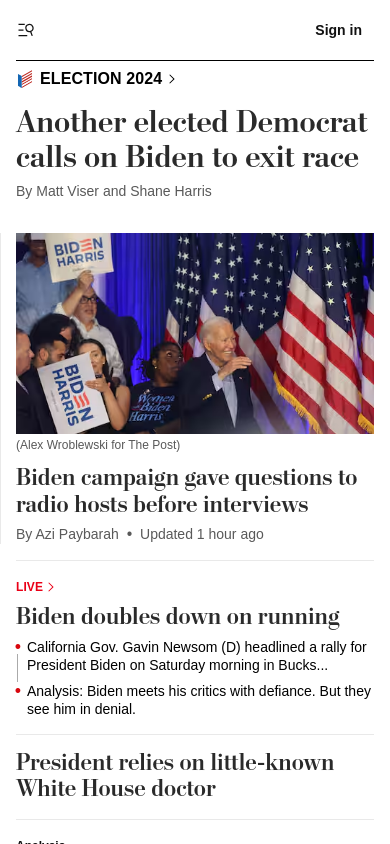 Sign in
ELECTION 2024
Another elected Democrat
calls on Biden to exit race
By Matt Viser and Shane Harris
BIDEN
HARRIS
BIDEN
HARRIS
Women for
Biden
Harris
(Alex Wroblewski for The Post)
Biden campaign gave questions to
radio hosts before interviews
By Azi Paybarah • Updated 1 hour ago
LIVE
Biden doubles down on running
California Gov. Gavin Newsom (D) headlined a rally for
President Biden on Saturday morning in Bucks...
Analysis: Biden meets his critics with defiance. But they
see him in denial.
President relies on little-known
White House doctor
Analysis